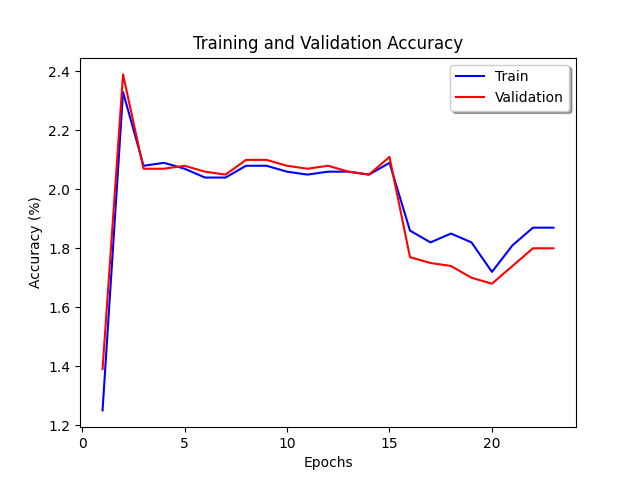 Training and Validation Accuracy
Train
Validation
2.4
2.2
2.0
1.8
1.6
1.4
1.2
Accuracy (%)
0 5 10 15 20
Epochs